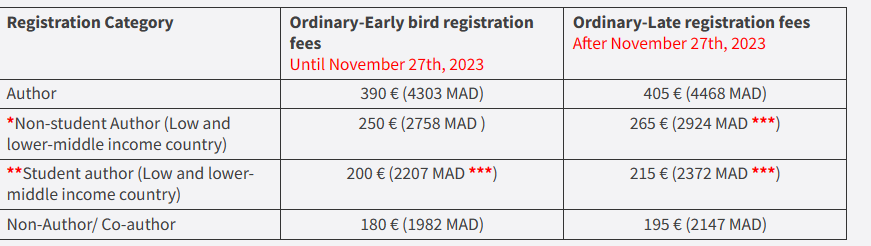 Registration Category
Ordinary-Early bird registration
fees
Until November 27th, 2023
Ordinary-Late registration fees
After November 27th, 2023
Author
390 € (4303 MAD)
405 € (4468 MAD)
*Non-student Author (Low and
lower-middle income country)
250 € (2758 MAD )
265 € (2924 MAD ***)
**Student author (Low and lower-
middle income country)
200 € (2207 MAD ***)
215 € (2372 MAD ***)
Non-Author/ Co-author
180 € (1982 MAD)
195 € (2147 MAD)